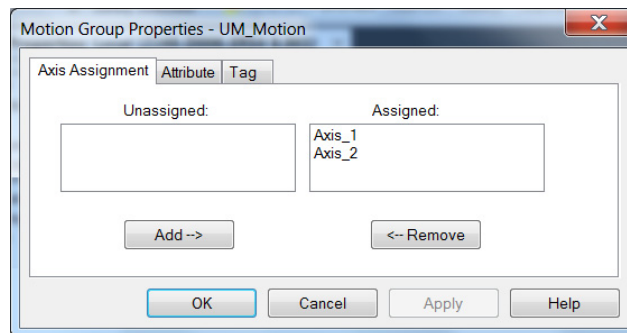 Motion Group Properties - UM_Motion
Axis Assignment Attribute Tag
Unassigned: Assigned:
Axis_1
Axis_2
Add --> <-- Remove
OK Cancel Apply Help